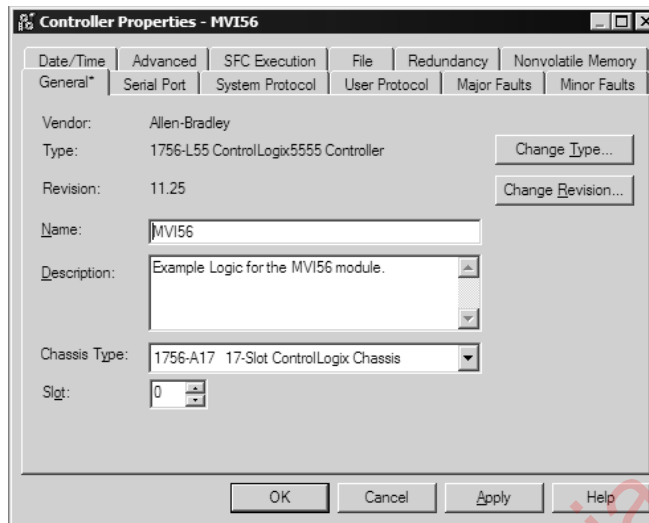 Controller Properties - MVI56
Date/Time Advanced SFC Execution File Redundancy Nonvolatile Memory
General* Serial Port System Protocol User Protocol Major Faults Minor Faults
Vendor: Allen-Bradley
Type: 1756-L55 ControlLogix5555 Controller Change Type...
Revision: 11.25 Change Revision...
Name: MVI56
Description: Example Logic for the MVI56 module.
Chassis Type: 1756-A17 17-Slot ControlLogix Chassis
Slot: 0
OK Cancel Apply Help